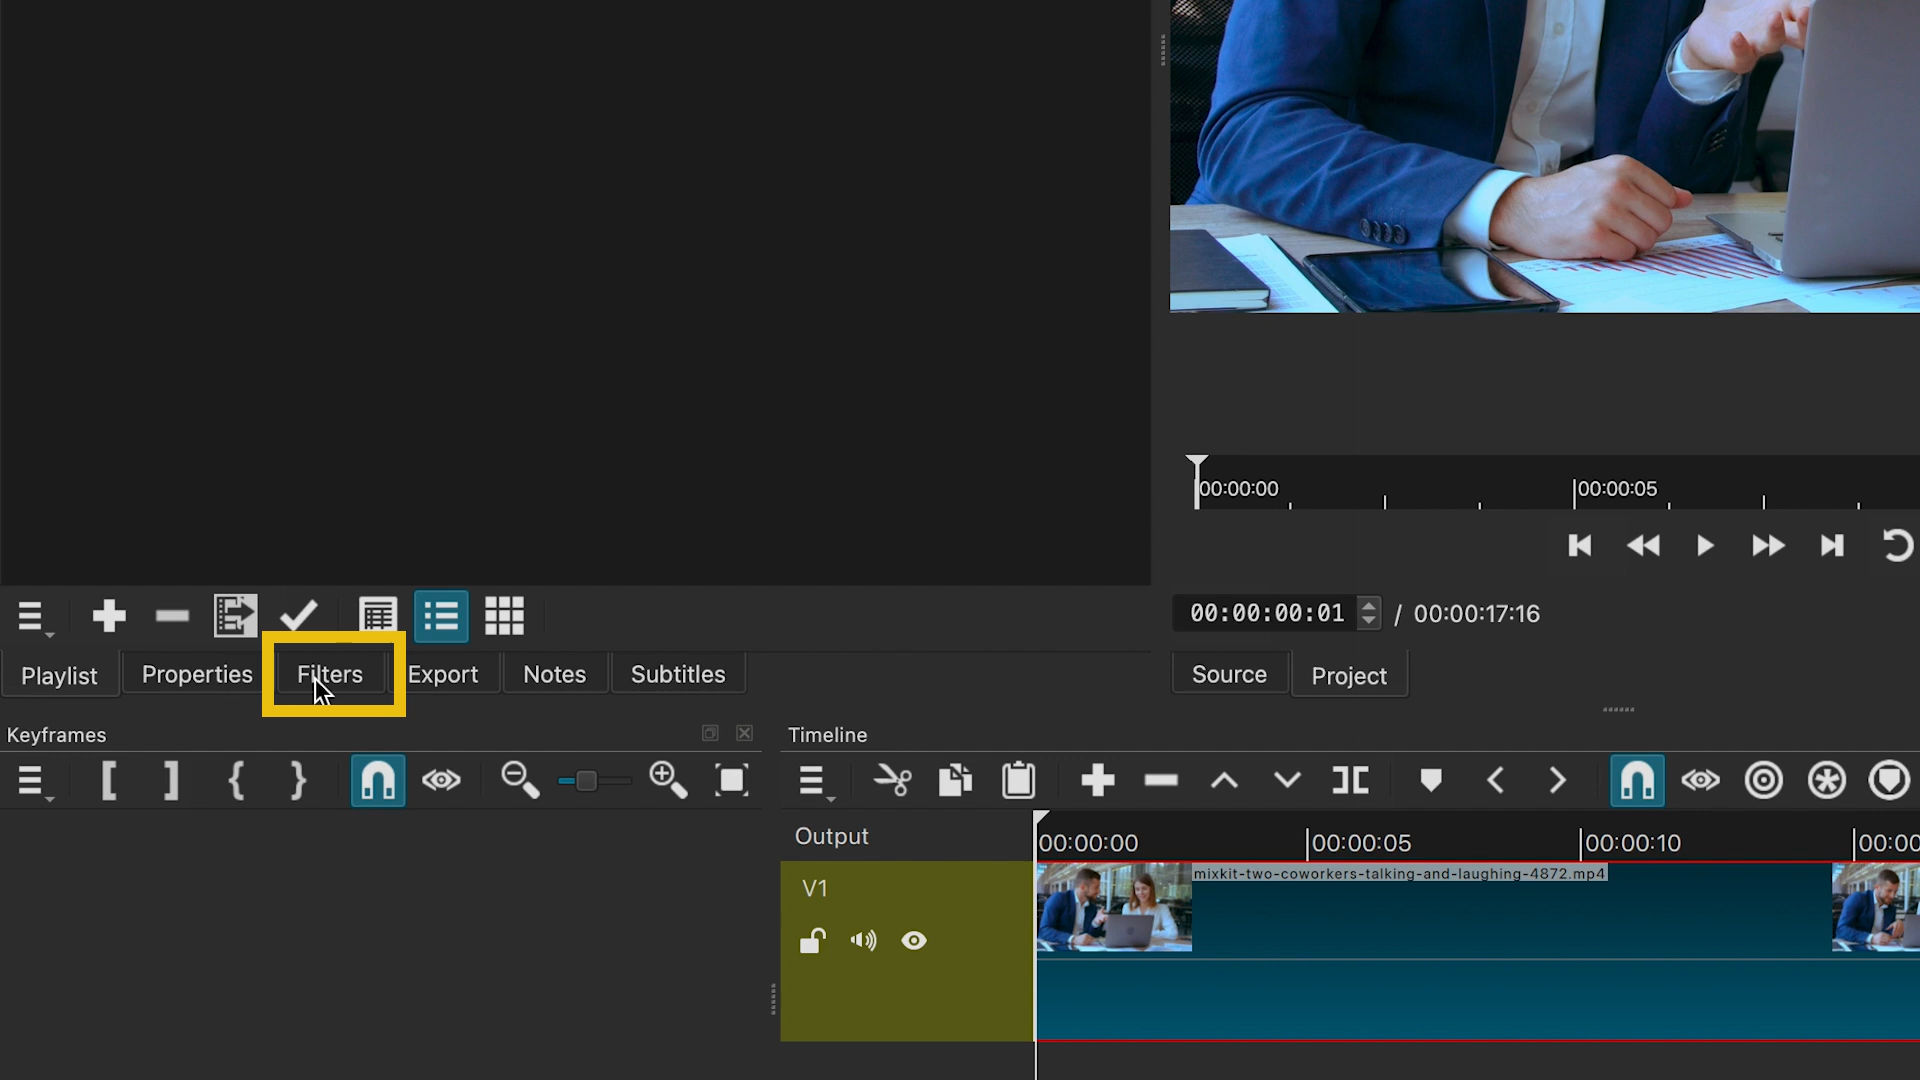 00:00:00
00:00:05
00:00:00:01 / 00:00:17:16
Playlist
Properties
Filters
Export
Notes
Subtitles
Source
Project
Keyframes
Timeline
Output
00:00:00
00:00:05
00:00:10
00:00
V1
mixkit-two-coworkers-talking-and-laughing-4872.mp4